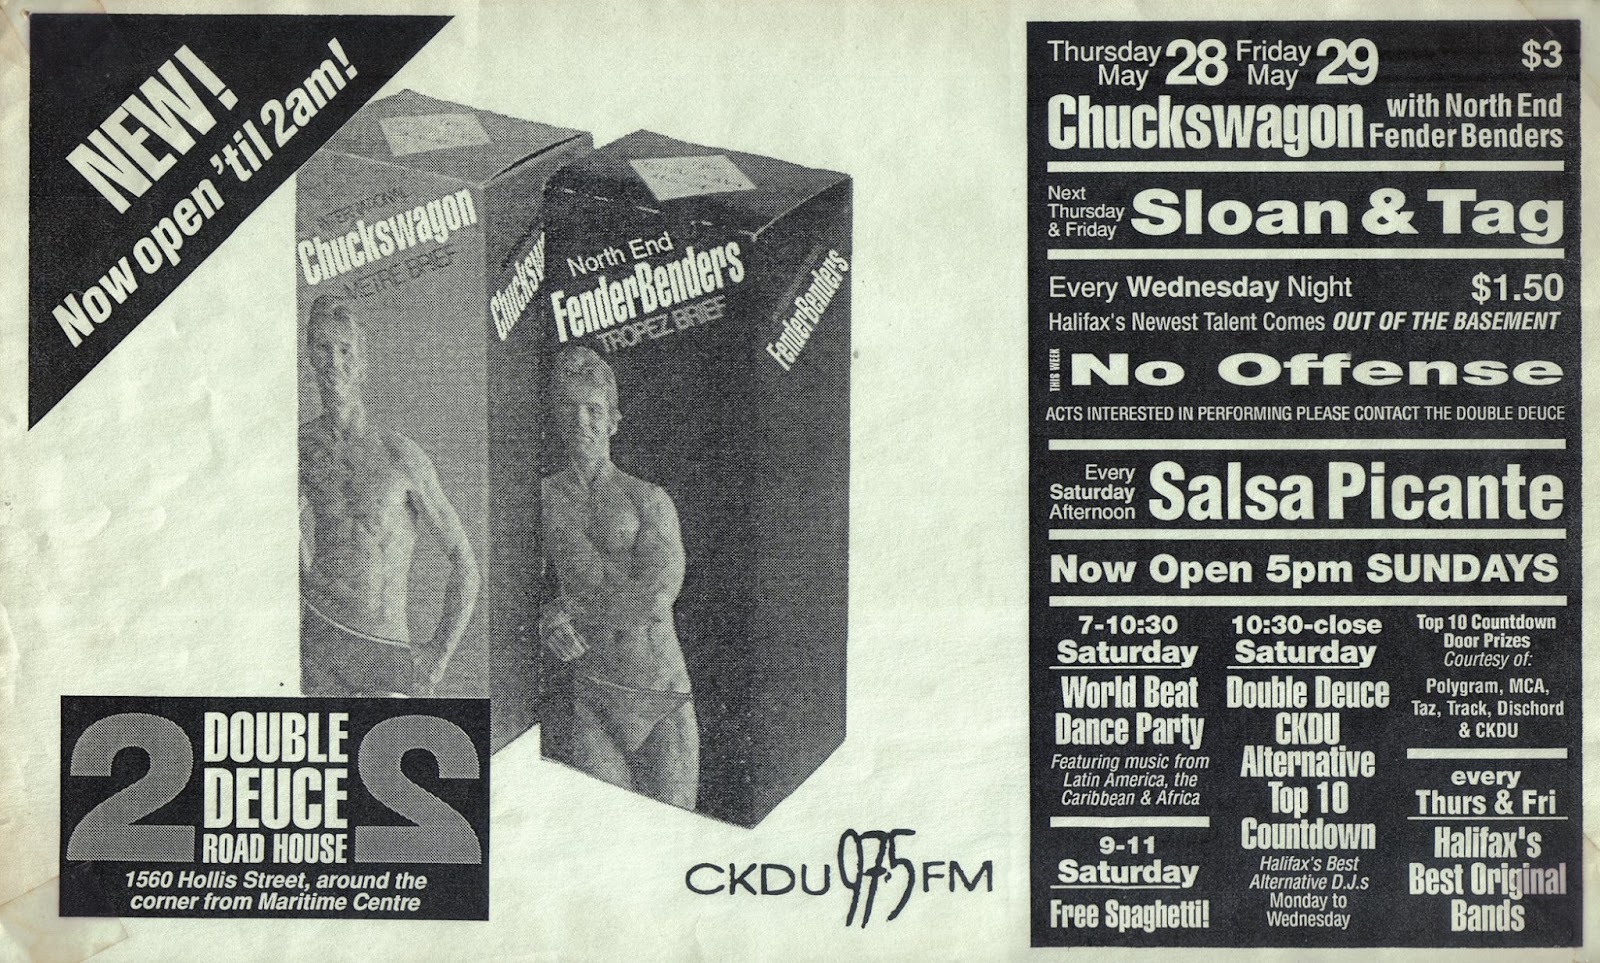 NEW!
Now open 'til 2am!
INTERNATIONAL
Chuckswagon
METRE BRIEF
Chucksw
North End
FenderBenders
TROPEZ BRIEF
FenderBenders
2 DOUBLE 2
DEUCE
ROAD HOUSE
1560 Hollis Street, around the
corner from Maritime Centre
CKDU 97.5 FM
Thursday May 28 Friday May 29 $3
Chuckswagon with North End
Fender Benders
Next
Thursday
& Friday
Sloan & Tag
Every Wednesday Night $1.50
Halifax's Newest Talent Comes OUT OF THE BASEMENT
THIS WEEK No Offense
ACTS INTERESTED IN PERFORMING PLEASE CONTACT THE DOUBLE DEUCE
Every
Saturday
Afternoon
Salsa Picante
Now Open 5pm SUNDAYS
7-10:30
Saturday
World Beat
Dance Party
Featuring music from
Latin America, the
Caribbean & Africa
9-11
Saturday
Free Spaghetti!
10:30-close
Saturday
Double Deuce
CKDU
Alternative
Top 10
Countdown
Halifax's Best
Alternative D.J.s
Monday to
Wednesday
Top 10 Countdown
Door Prizes
Courtesy of:
Polygram, MCA,
Taz, Track, Dischord
& CKDU
every
Thurs & Fri
Halifax's
Best Original
Bands